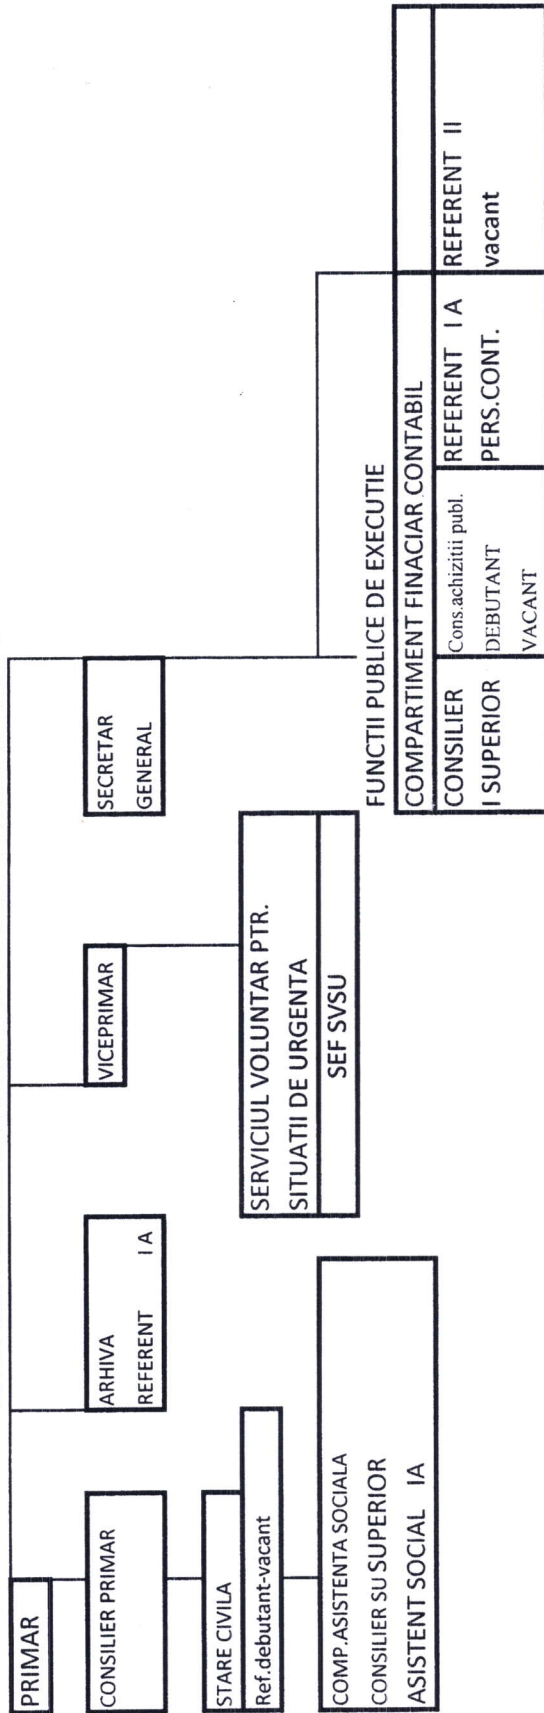 PRIMAR
CONSILIER PRIMAR
ARHIVA
REFERENT I A
VICEPRIMAR
SECRETAR
GENERAL
STARE CIVILA
Ref.debutant-vacant
SERVICIUL VOLUNTAR PTR.
SITUATII DE URGENTA
SEF SVSU
COMP.ASISTENTA SOCIALA
CONSILIER SU SUPERIOR
ASISTENT SOCIAL IA
FUNCTII PUBLICE DE EXECUTIE
COMPARTIMENT FINACIAR CONTABIL
CONSILIER
I SUPERIOR
Cons.achizitii publ.
DEBUTANT
VACANT
REFERENT I A
PERS.CONT.
REFERENT II
vacant